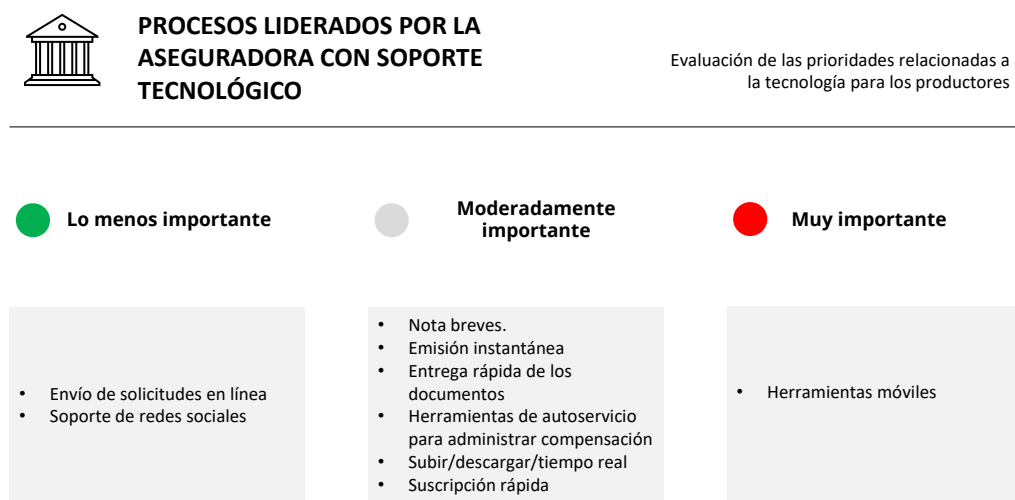 PROCESOS LIDERADOS POR LA
ASEGURADORA CON SOPORTE
TECNOLÓGICO
Evaluación de las prioridades relacionadas a
la tecnología para los productores
Lo menos importante
Moderadamente
importante
Muy importante
• Envío de solicitudes en línea
• Soporte de redes sociales
• Nota breves.
• Emisión instantánea
• Entrega rápida de los
documentos
• Herramientas de autoservicio
para administrar compensación
• Subir/descargar/tiempo real
• Suscripción rápida
• Herramientas móviles